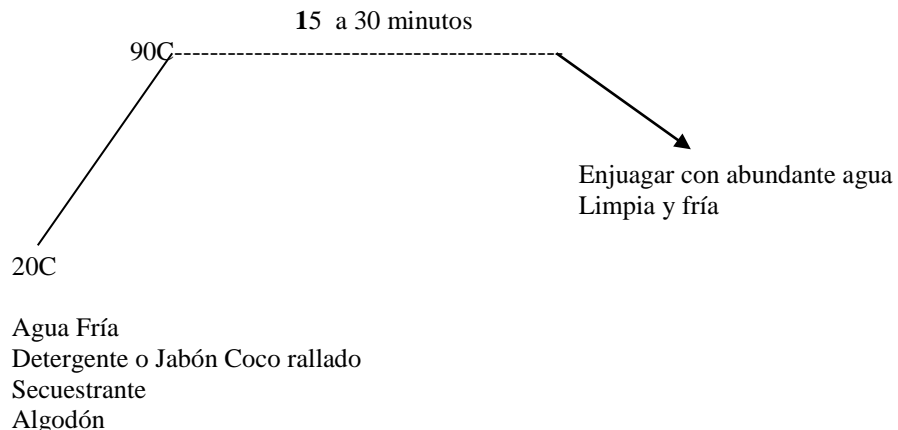 15 a 30 minutos
90C
Enjuagar con abundante agua
Limpia y fría
20C
Agua Fría
Detergente o Jabón Coco rallado
Secuestrante
Algodón